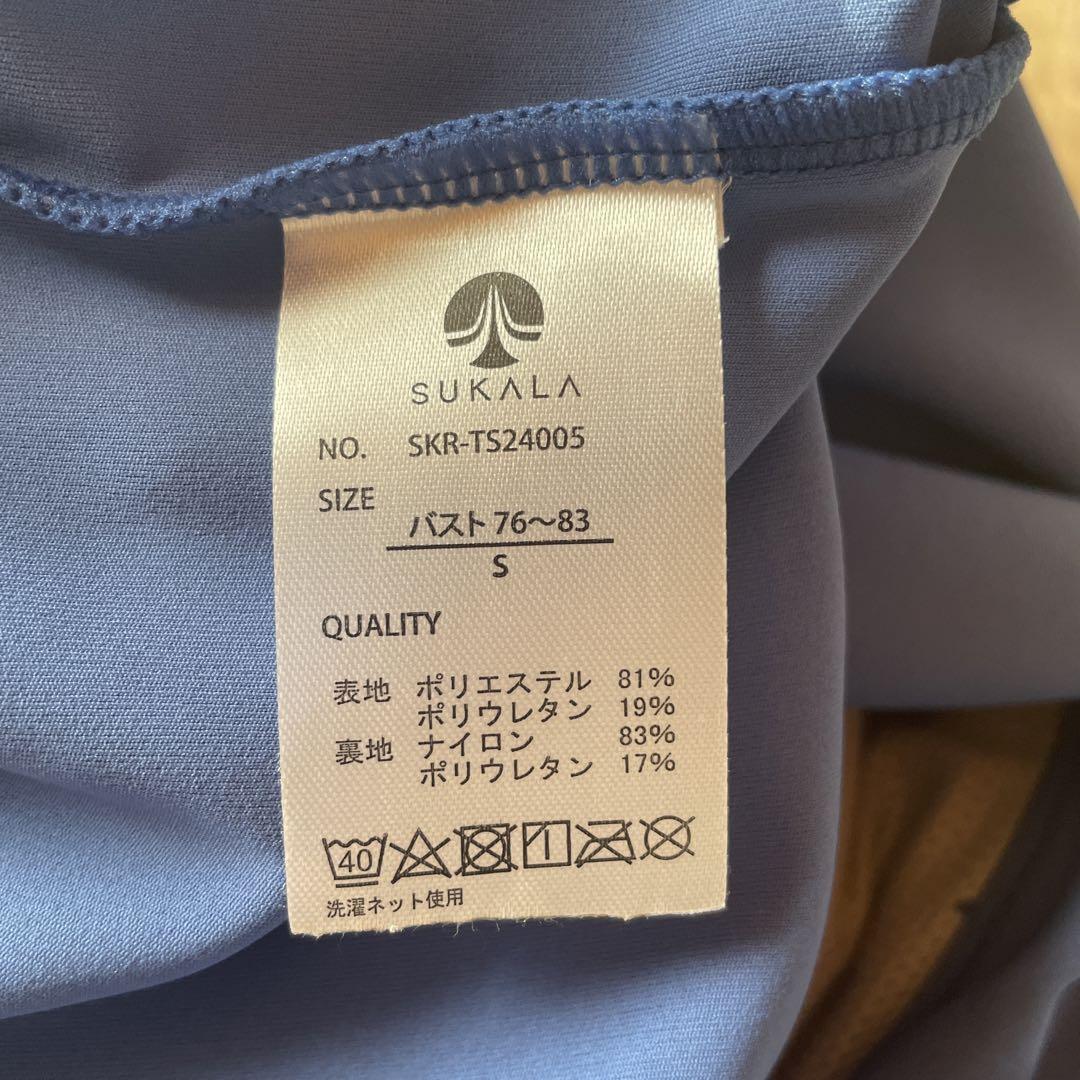 SUKALA
NO. SKR-TS24005
SIZE
バスト 76～83
S
QUALITY
表地 ポリエステル 81%
ポリウレタン 19%
裏地 ナイロン 83%
ポリウレタン 17%
40
洗濯ネット使用